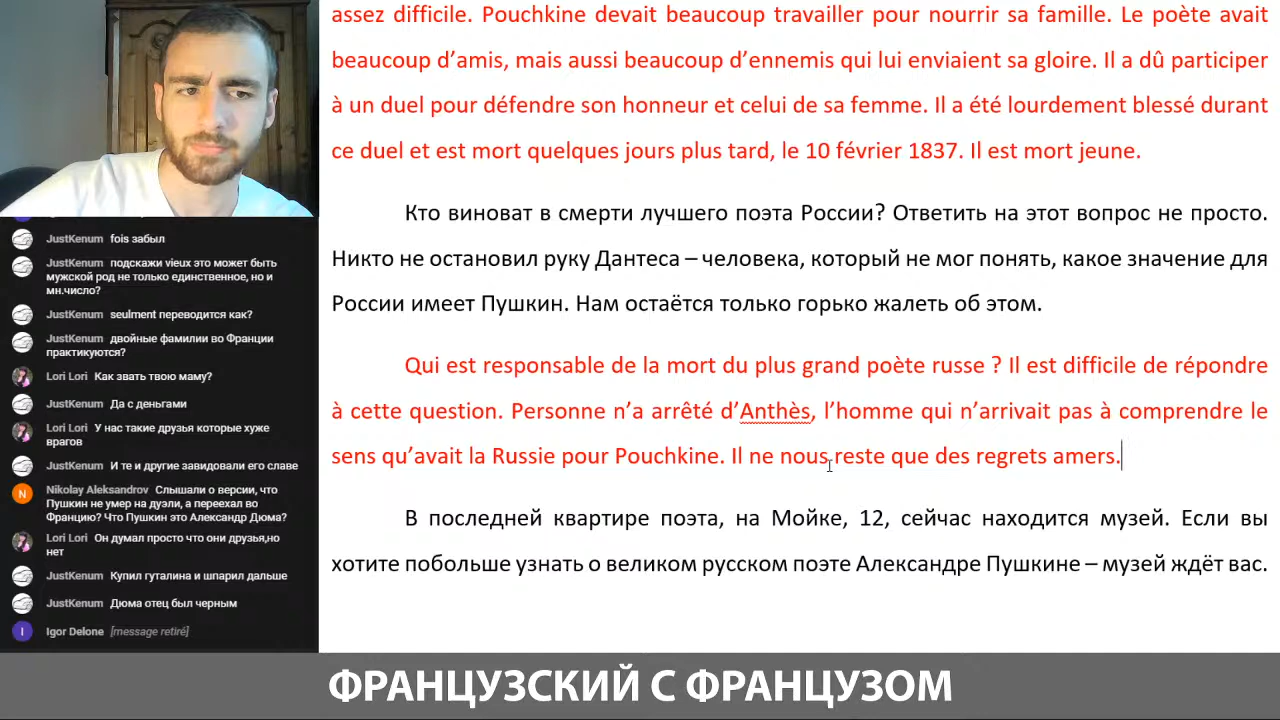 assez difficile. Pouchkine devait beaucoup travailler pour nourrir sa famille. Le poète avait
beaucoup d'amis, mais aussi beaucoup d'ennemis qui lui enviaient sa gloire. Il a dû participer
à un duel pour défendre son honneur et celui de sa femme. Il a été lourdement blessé durant
ce duel et est mort quelques jours plus tard, le 10 février 1837. Il est mort jeune.
Кто виноват в смерти лучшего поэта России? Ответить на этот вопрос не просто.
Никто не остановил руку Дантеса – человека, который не мог понять, какое значение для
России имеет Пушкин. Нам остаётся только горько жалеть об этом.
Qui est responsable de la mort du plus grand poète russe ? Il est difficile de répondre
à cette question. Personne n'a arrêté d'Anthès, l'homme qui n'arrivait pas à comprendre le
sens qu'avait la Russie pour Pouchkine. Il ne nous reste que des regrets amers.
В последней квартире поэта, на Мойке, 12, сейчас находится музей. Если вы
хотите побольше узнать о великом русском поэте Александре Пушкине – музей ждёт вас.
JustKenum fois забыл
JustKenum подскажи vieux это может быть
мужской род не только единственное, но и
мн.число?
JustKenum seulment переводится как?
JustKenum двойные фамилии во Франции
практикуются?
Lori Lori Как звать твою маму?
JustKenum Да с деньгами
Lori Lori У нас такие друзья которые хуже
врагов
JustKenum И те и другие завидовали его славе
N Nikolay Aleksandrov Слышали о версии, что
Пушкин не умер на дуэли, а переехал во
Францию? Что Пушкин это Александр Дюма?
Lori Lori Он думал просто что они друзья,но
нет
JustKenum Купил гуталина и шпарил дальше
JustKenum Дюма отец был черным
I Igor Delone [message retiré]
ФРАНЦУЗСКИЙ С ФРАНЦУЗОМ